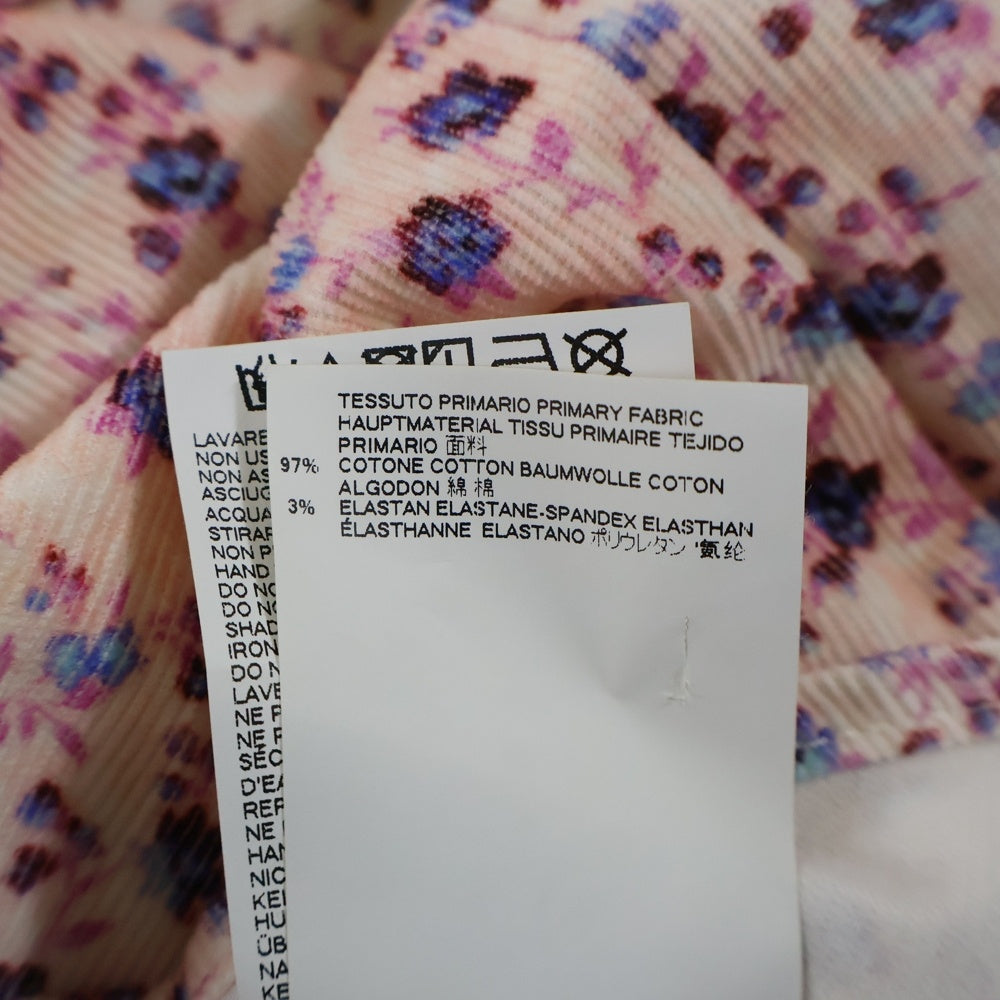 TESSUTO PRIMARIO PRIMARY FABRIC
HAUPTMATERIAL TISSU PRIMAIRE TEJIDO
PRIMARIO 面料
97% COTONE COTTON BAUMWOLLE COTON
ALGODON 綿 棉
3% ELASTAN ELASTANE-SPANDEX ELASTHAN
ÉLASTHANNE ELASTANO ポリウレタン 氨纶
LAVARE
NON US
NON AS
ASCIUG
ACQUA
STIRAR
NON P
HAND
DO NO
DO NO
SHAD
IRON
DO N
LAVE
NE P
NE
SÉC
D'EA
REP
NE
HAN
NIC
KEI
HU
ÜB
NA
KE